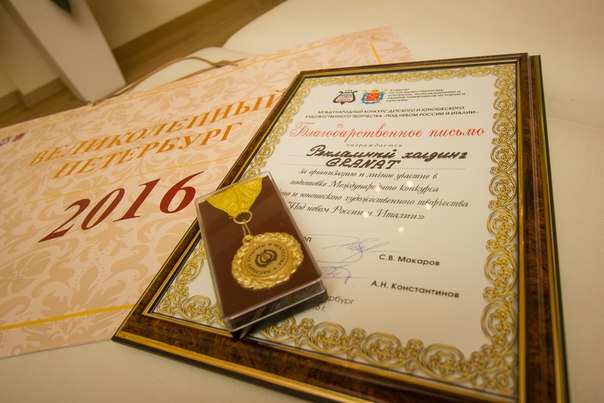 ВЕЛИКОЛЕПНЫЙ
ПЕТЕРБУРГ
2016
МЕЖДУНАРОДНЫЙ КОНКУРС ДЕТСКОГО И ЮНОШЕСКОГО
ХУДОЖЕСТВЕННОГО ТВОРЧЕСТВА «ПОД НЕБОМ РОССИИ И ИТАЛИИ»
Благодарственное письмо
награждается
Рекламный холдинг
GRANAT
за организацию и личное участие в
подготовке Международного конкурса
и юношеского художественного творчества
«Под небом России и Италии»
С.В. Макаров
А.Н. Константинов